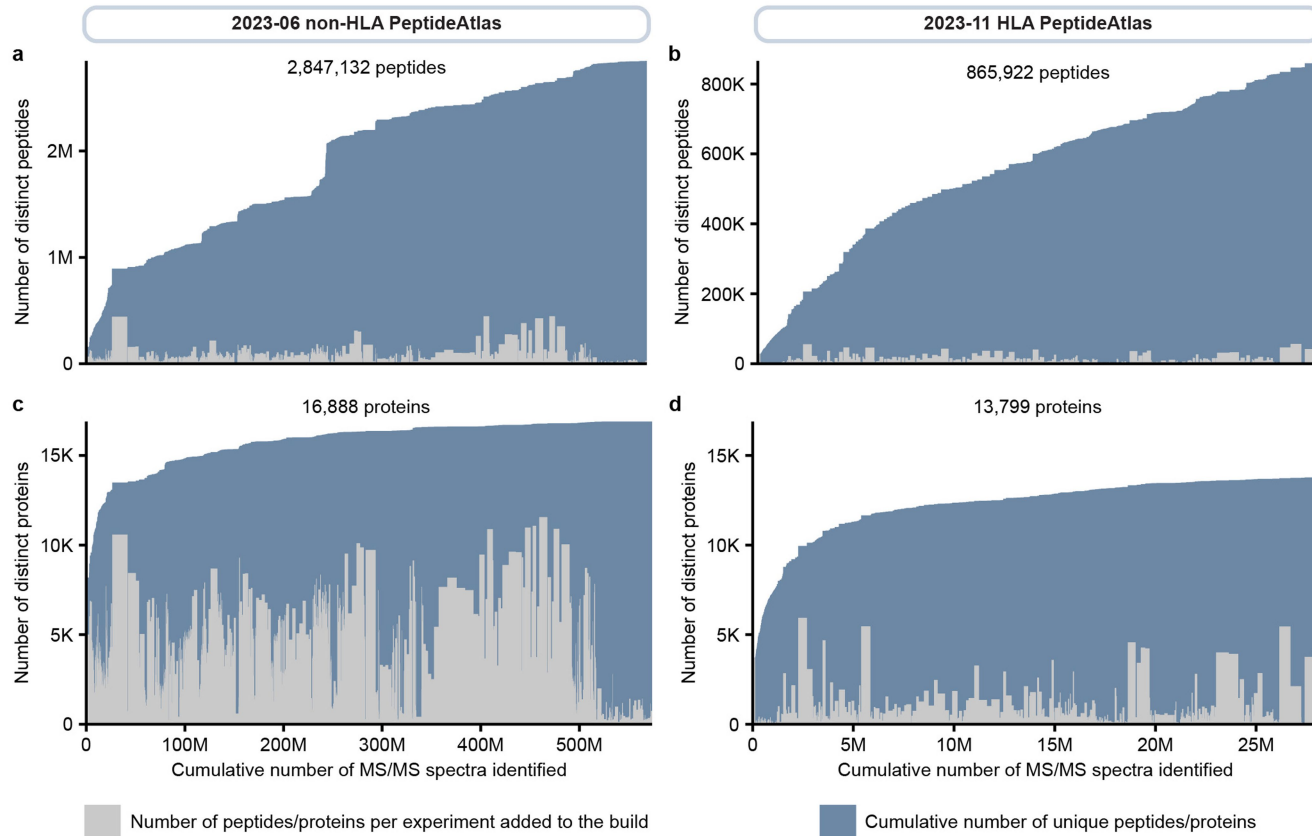 2023-06 non-HLA PeptideAtlas
2023-11 HLA PeptideAtlas
a
2,847,132 peptides
Number of distinct peptides
2M
1M
0
b
865,922 peptides
Number of distinct peptides
800K
600K
400K
200K
0
c
16,888 proteins
Number of distinct proteins
15K
10K
5K
0
0 100M 200M 300M 400M 500M
Cumulative number of MS/MS spectra identified
d
13,799 proteins
Number of distinct proteins
15K
10K
5K
0
0 5M 10M 15M 20M 25M
Cumulative number of MS/MS spectra identified
Number of peptides/proteins per experiment added to the build
Cumulative number of unique peptides/proteins